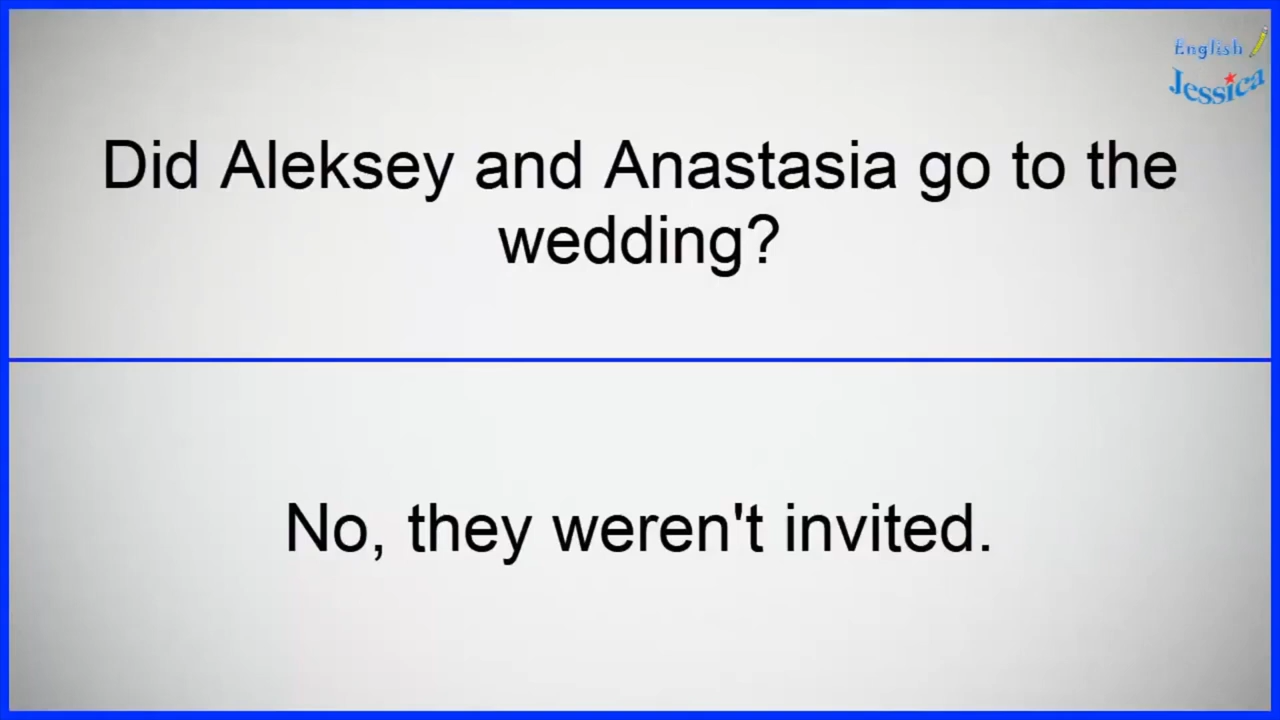 English
Jessica
Did Aleksey and Anastasia go to the
wedding?
No, they weren't invited.